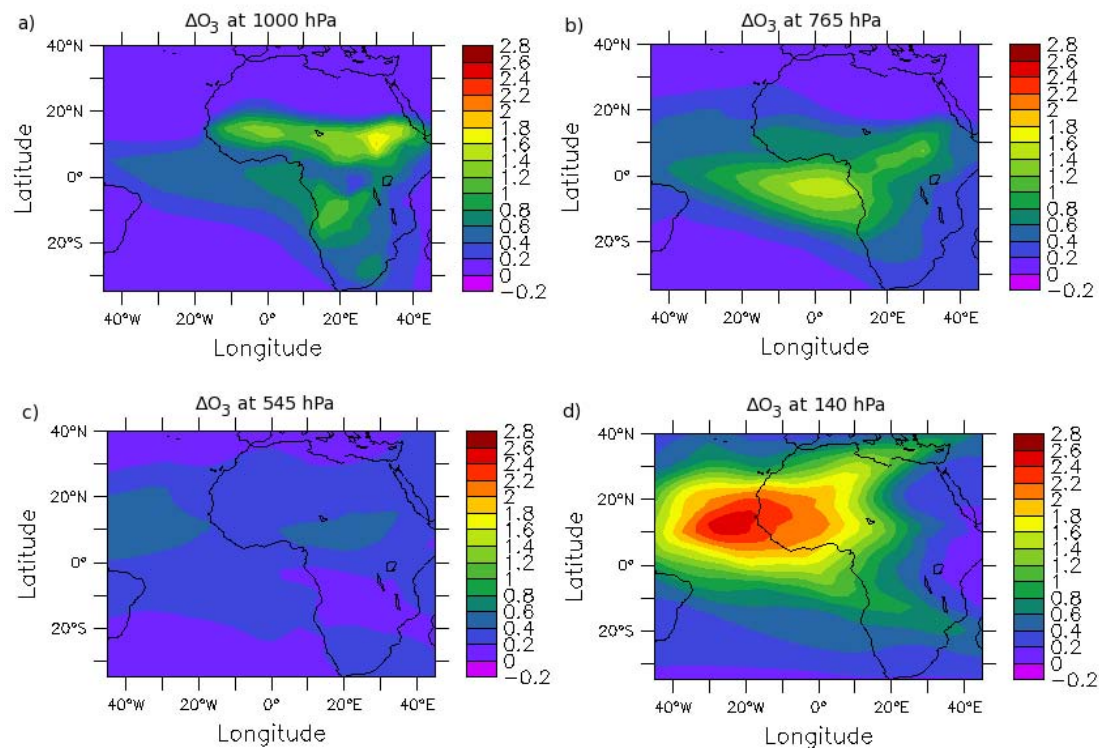 a)
ΔO₃ at 1000 hPa
40°N
20°N
0°
20°S
Latitude
40°W
20°W
0°
20°E
40°E
Longitude
2.8
2.6
2.4
2.2
2
1.8
1.6
1.4
1.2
1
0.8
0.6
0.4
0.2
0
−0.2
b)
ΔO₃ at 765 hPa
40°N
20°N
0°
20°S
Latitude
40°W
20°W
0°
20°E
40°E
Longitude
2.8
2.6
2.4
2.2
2
1.8
1.6
1.4
1.2
1
0.8
0.6
0.4
0.2
0
−0.2
c)
ΔO₃ at 545 hPa
40°N
20°N
0°
20°S
Latitude
40°W
20°W
0°
20°E
40°E
Longitude
2.8
2.6
2.4
2.2
2
1.8
1.6
1.4
1.2
1
0.8
0.6
0.4
0.2
0
−0.2
d)
ΔO₃ at 140 hPa
40°N
20°N
0°
20°S
Latitude
40°W
20°W
0°
20°E
40°E
Longitude
2.8
2.6
2.4
2.2
2
1.8
1.6
1.4
1.2
1
0.8
0.6
0.4
0.2
0
−0.2